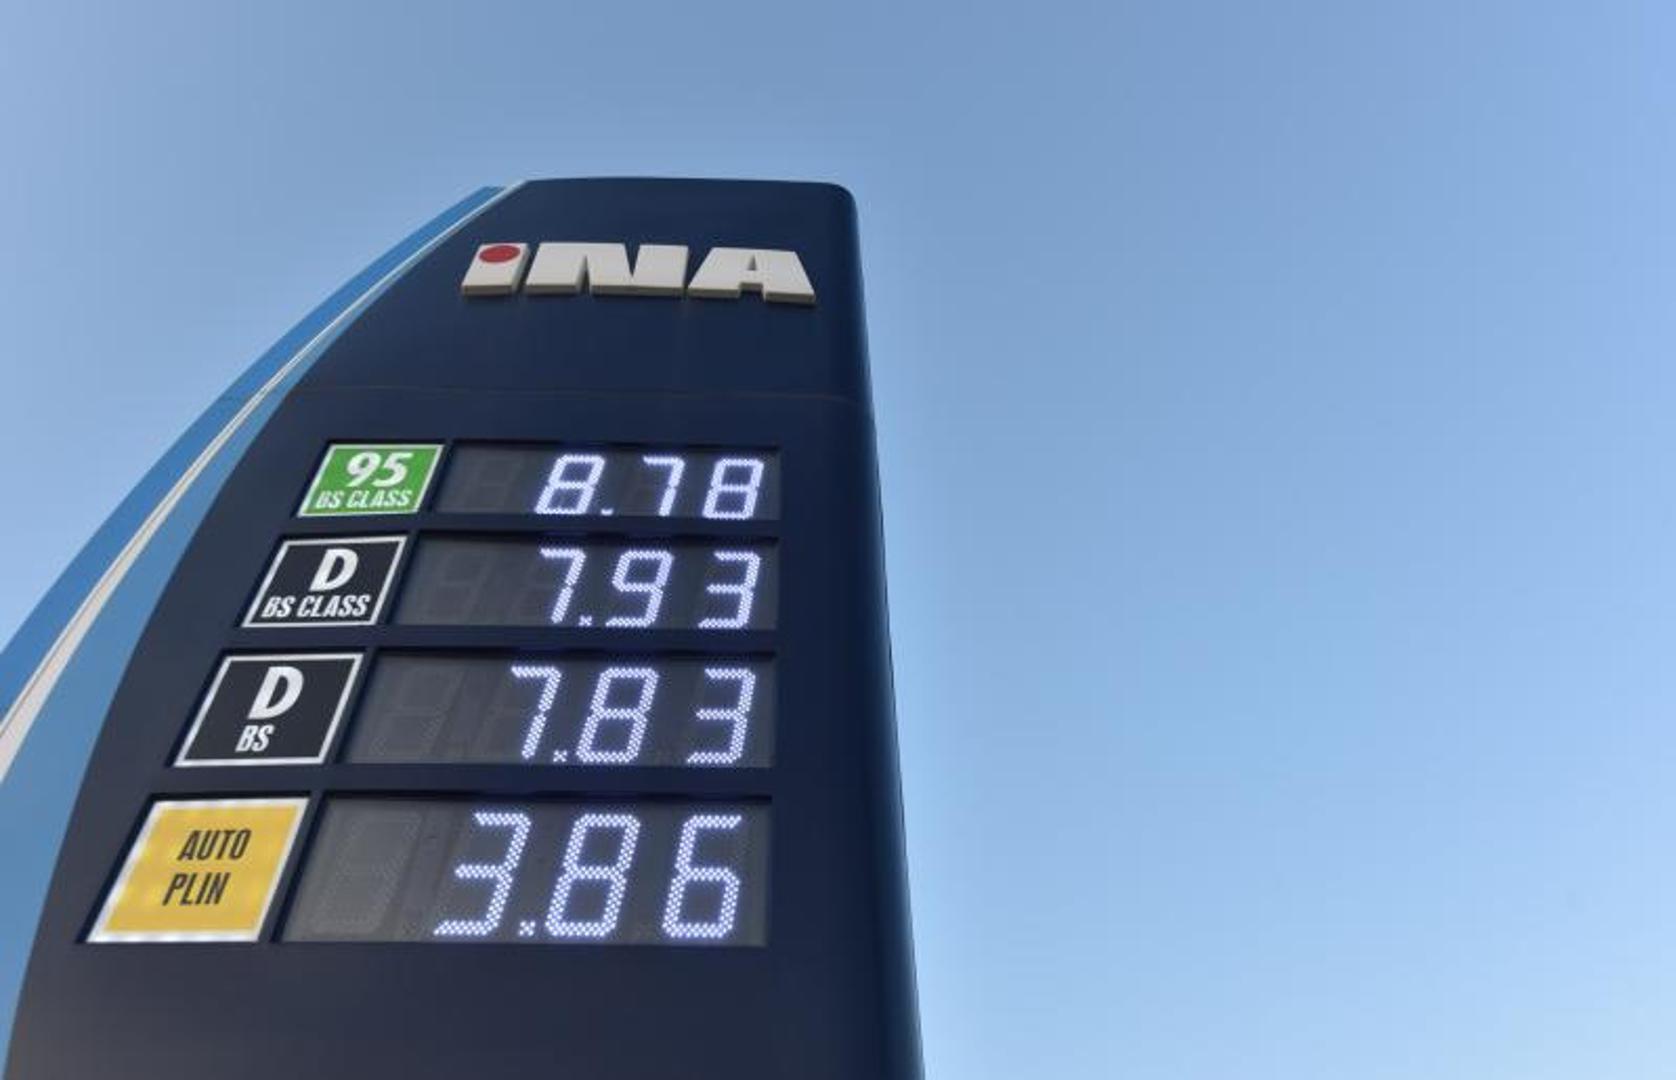 iNA
95 8.78
BS CLASS
D 7.93
BS CLASS
D 7.83
BS
AUTO 3.86
PLIN